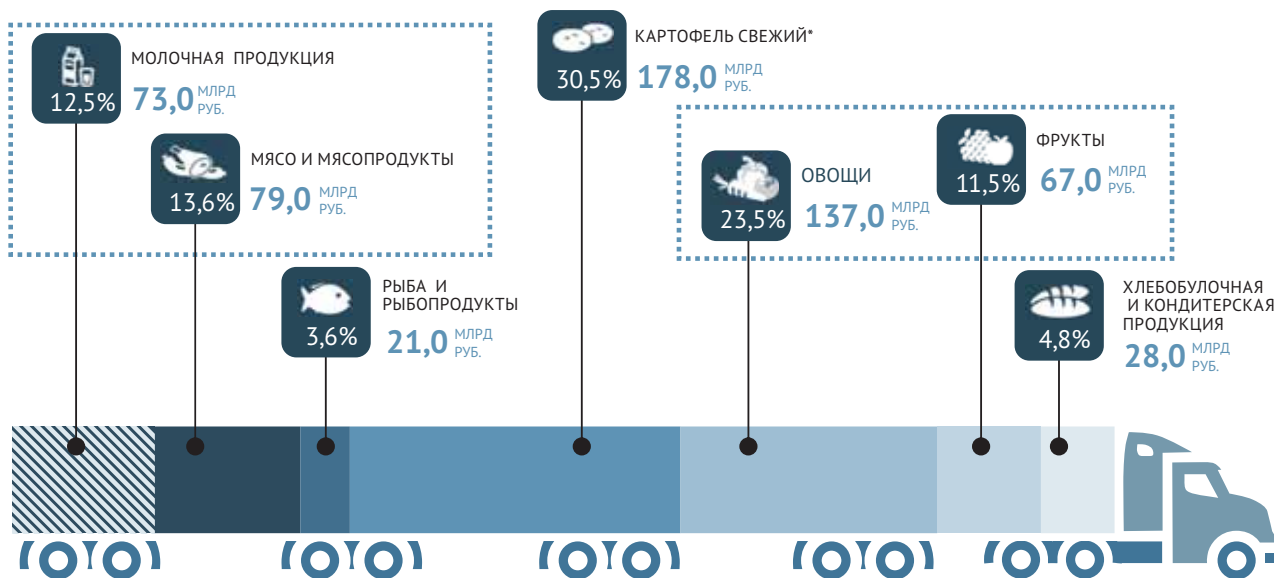 МОЛОЧНАЯ ПРОДУКЦИЯ
12,5%
73,0 МЛРД
РУБ.
МЯСО И МЯСОПРОДУКТЫ
13,6%
79,0 МЛРД
РУБ.
РЫБА И
РЫБОПРОДУКТЫ
3,6%
21,0 МЛРД
РУБ.
КАРТОФЕЛЬ СВЕЖИЙ*
30,5%
178,0 МЛРД
РУБ.
ОВОЩИ
23,5%
137,0 МЛРД
РУБ.
ФРУКТЫ
11,5%
67,0 МЛРД
РУБ.
ХЛЕБОБУЛОЧНАЯ
И КОНДИТЕРСКАЯ
ПРОДУКЦИЯ
4,8%
28,0 МЛРД
РУБ.